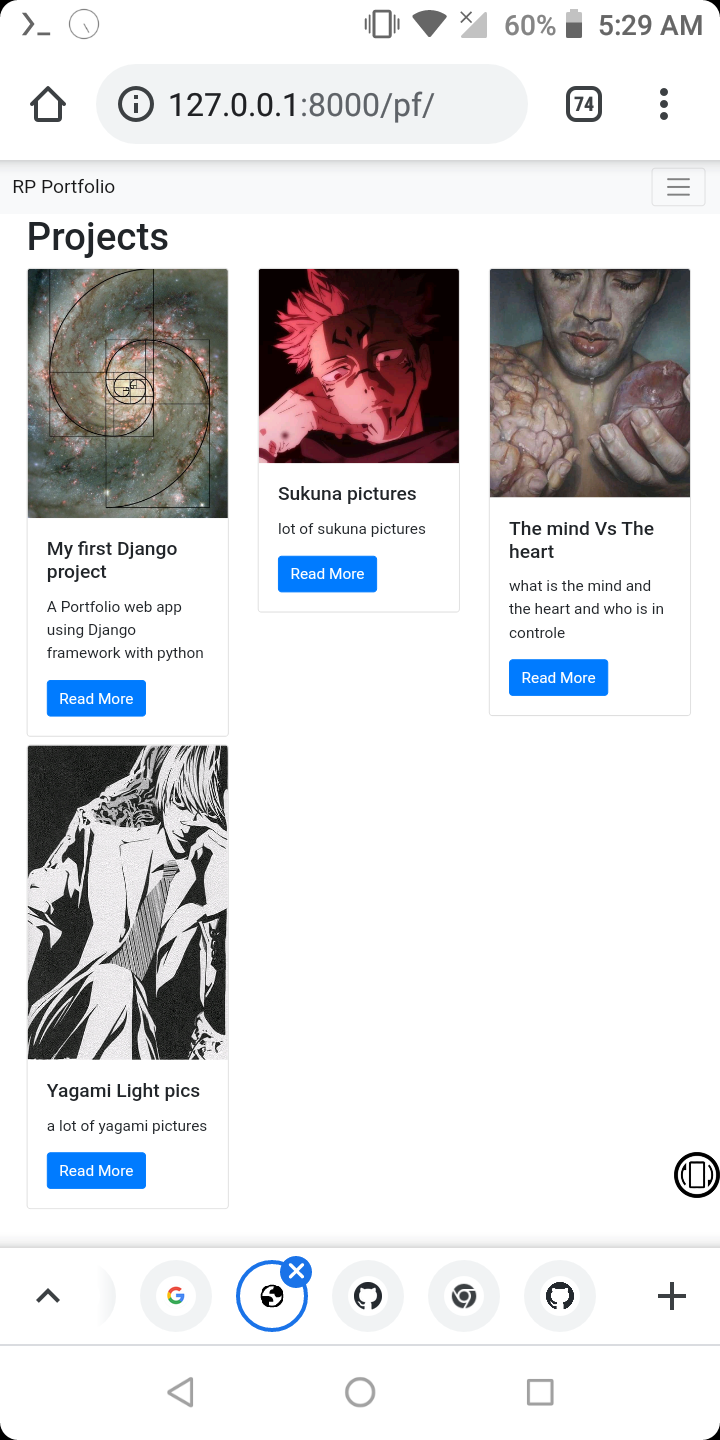 60% 5:29 AM
127.0.0.1:8000/pf/
74
RP Portfolio
Projects
My first Django
project
A Portfolio web app
using Django
framework with python
Read More
Sukuna pictures
lot of sukuna pictures
Read More
The mind Vs The
heart
what is the mind and
the heart and who is in
controle
Read More
Yagami Light pics
a lot of yagami pictures
Read More